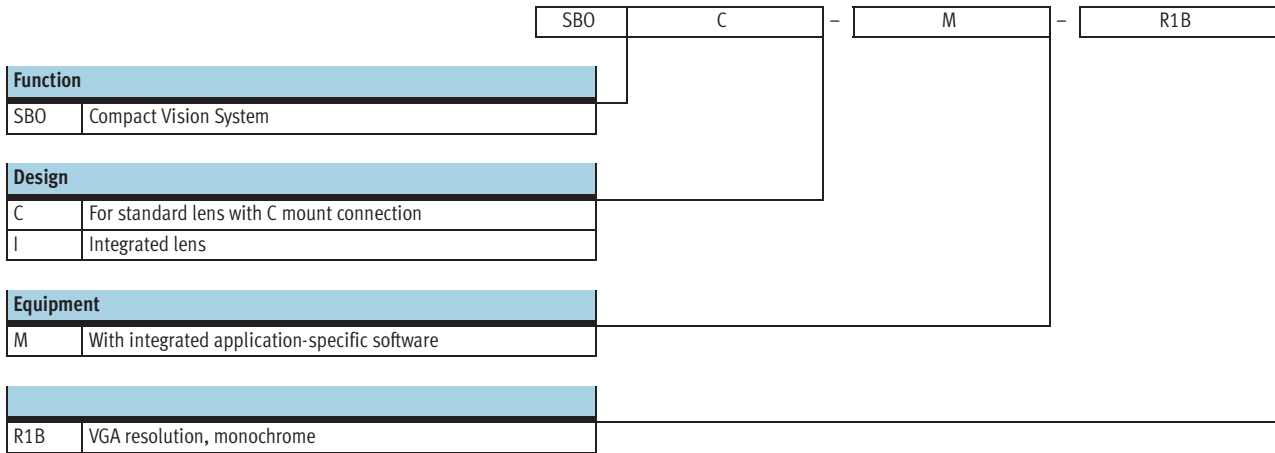 SBO C – M – R1B
Function
SBO Compact Vision System
Design
C For standard lens with C mount connection
I Integrated lens
Equipment
M With integrated application-specific software
R1B VGA resolution, monochrome